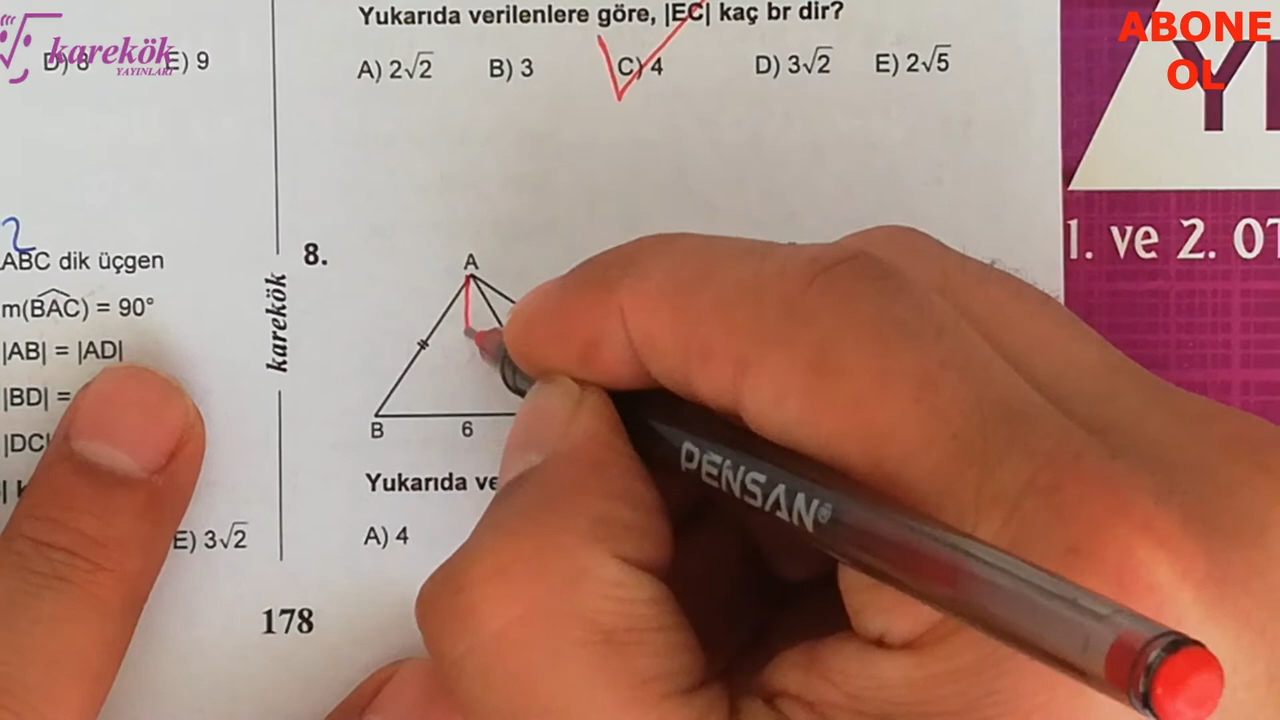 Yukarıda verilenlere göre, |EC| kaç br dir?
A) 2√2 B) 3 C) 4 D) 3√2 E) 2√5
ABONE
OL
karekök
YAYINLARI
D) 8 E) 9
1. ve 2.
2
ABC dik üçgen
m(BAC) = 90°
|AB| = |AD|
|BD| =
|DC|
E) 3√2
karekök
178
8.
A
B
6
Yukarıda
A) 4
PENSAN®